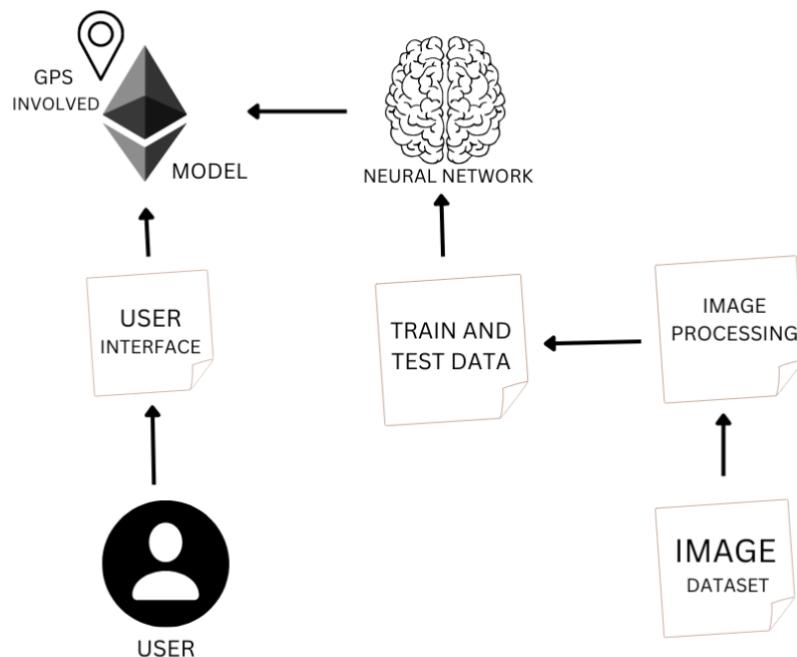 GPS
INVOLVED
MODEL
NEURAL NETWORK
USER
INTERFACE
TRAIN AND
TEST DATA
IMAGE
PROCESSING
IMAGE
DATASET
USER